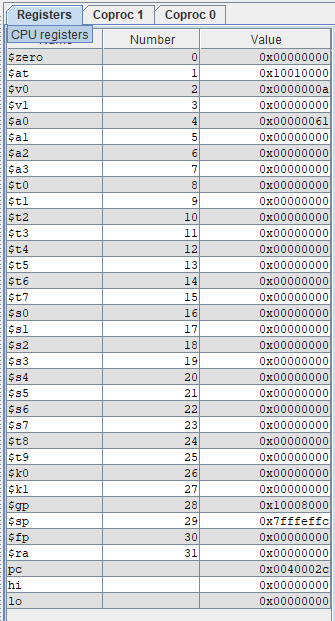 Registers Coproc 1 Coproc 0
CPU registers Number Value
$zero 0 0x00000000
$at 1 0x10010000
$v0 2 0x0000000a
$v1 3 0x00000000
$a0 4 0x00000061
$a1 5 0x00000000
$a2 6 0x00000000
$a3 7 0x00000000
$t0 8 0x00000000
$t1 9 0x00000000
$t2 10 0x00000000
$t3 11 0x00000000
$t4 12 0x00000000
$t5 13 0x00000000
$t6 14 0x00000000
$t7 15 0x00000000
$s0 16 0x00000000
$s1 17 0x00000000
$s2 18 0x00000000
$s3 19 0x00000000
$s4 20 0x00000000
$s5 21 0x00000000
$s6 22 0x00000000
$s7 23 0x00000000
$t8 24 0x00000000
$t9 25 0x00000000
$k0 26 0x00000000
$k1 27 0x00000000
$gp 28 0x10008000
$sp 29 0x7fffeffc
$fp 30 0x00000000
$ra 31 0x00000000
pc 0x0040002c
hi 0x00000000
lo 0x00000000